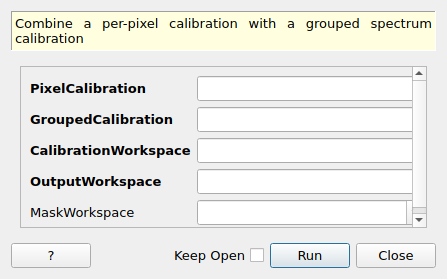 Combine a per-pixel calibration with a grouped spectrum
calibration
PixelCalibration
GroupedCalibration
CalibrationWorkspace
OutputWorkspace
MaskWorkspace
?
Keep Open
Run
Close